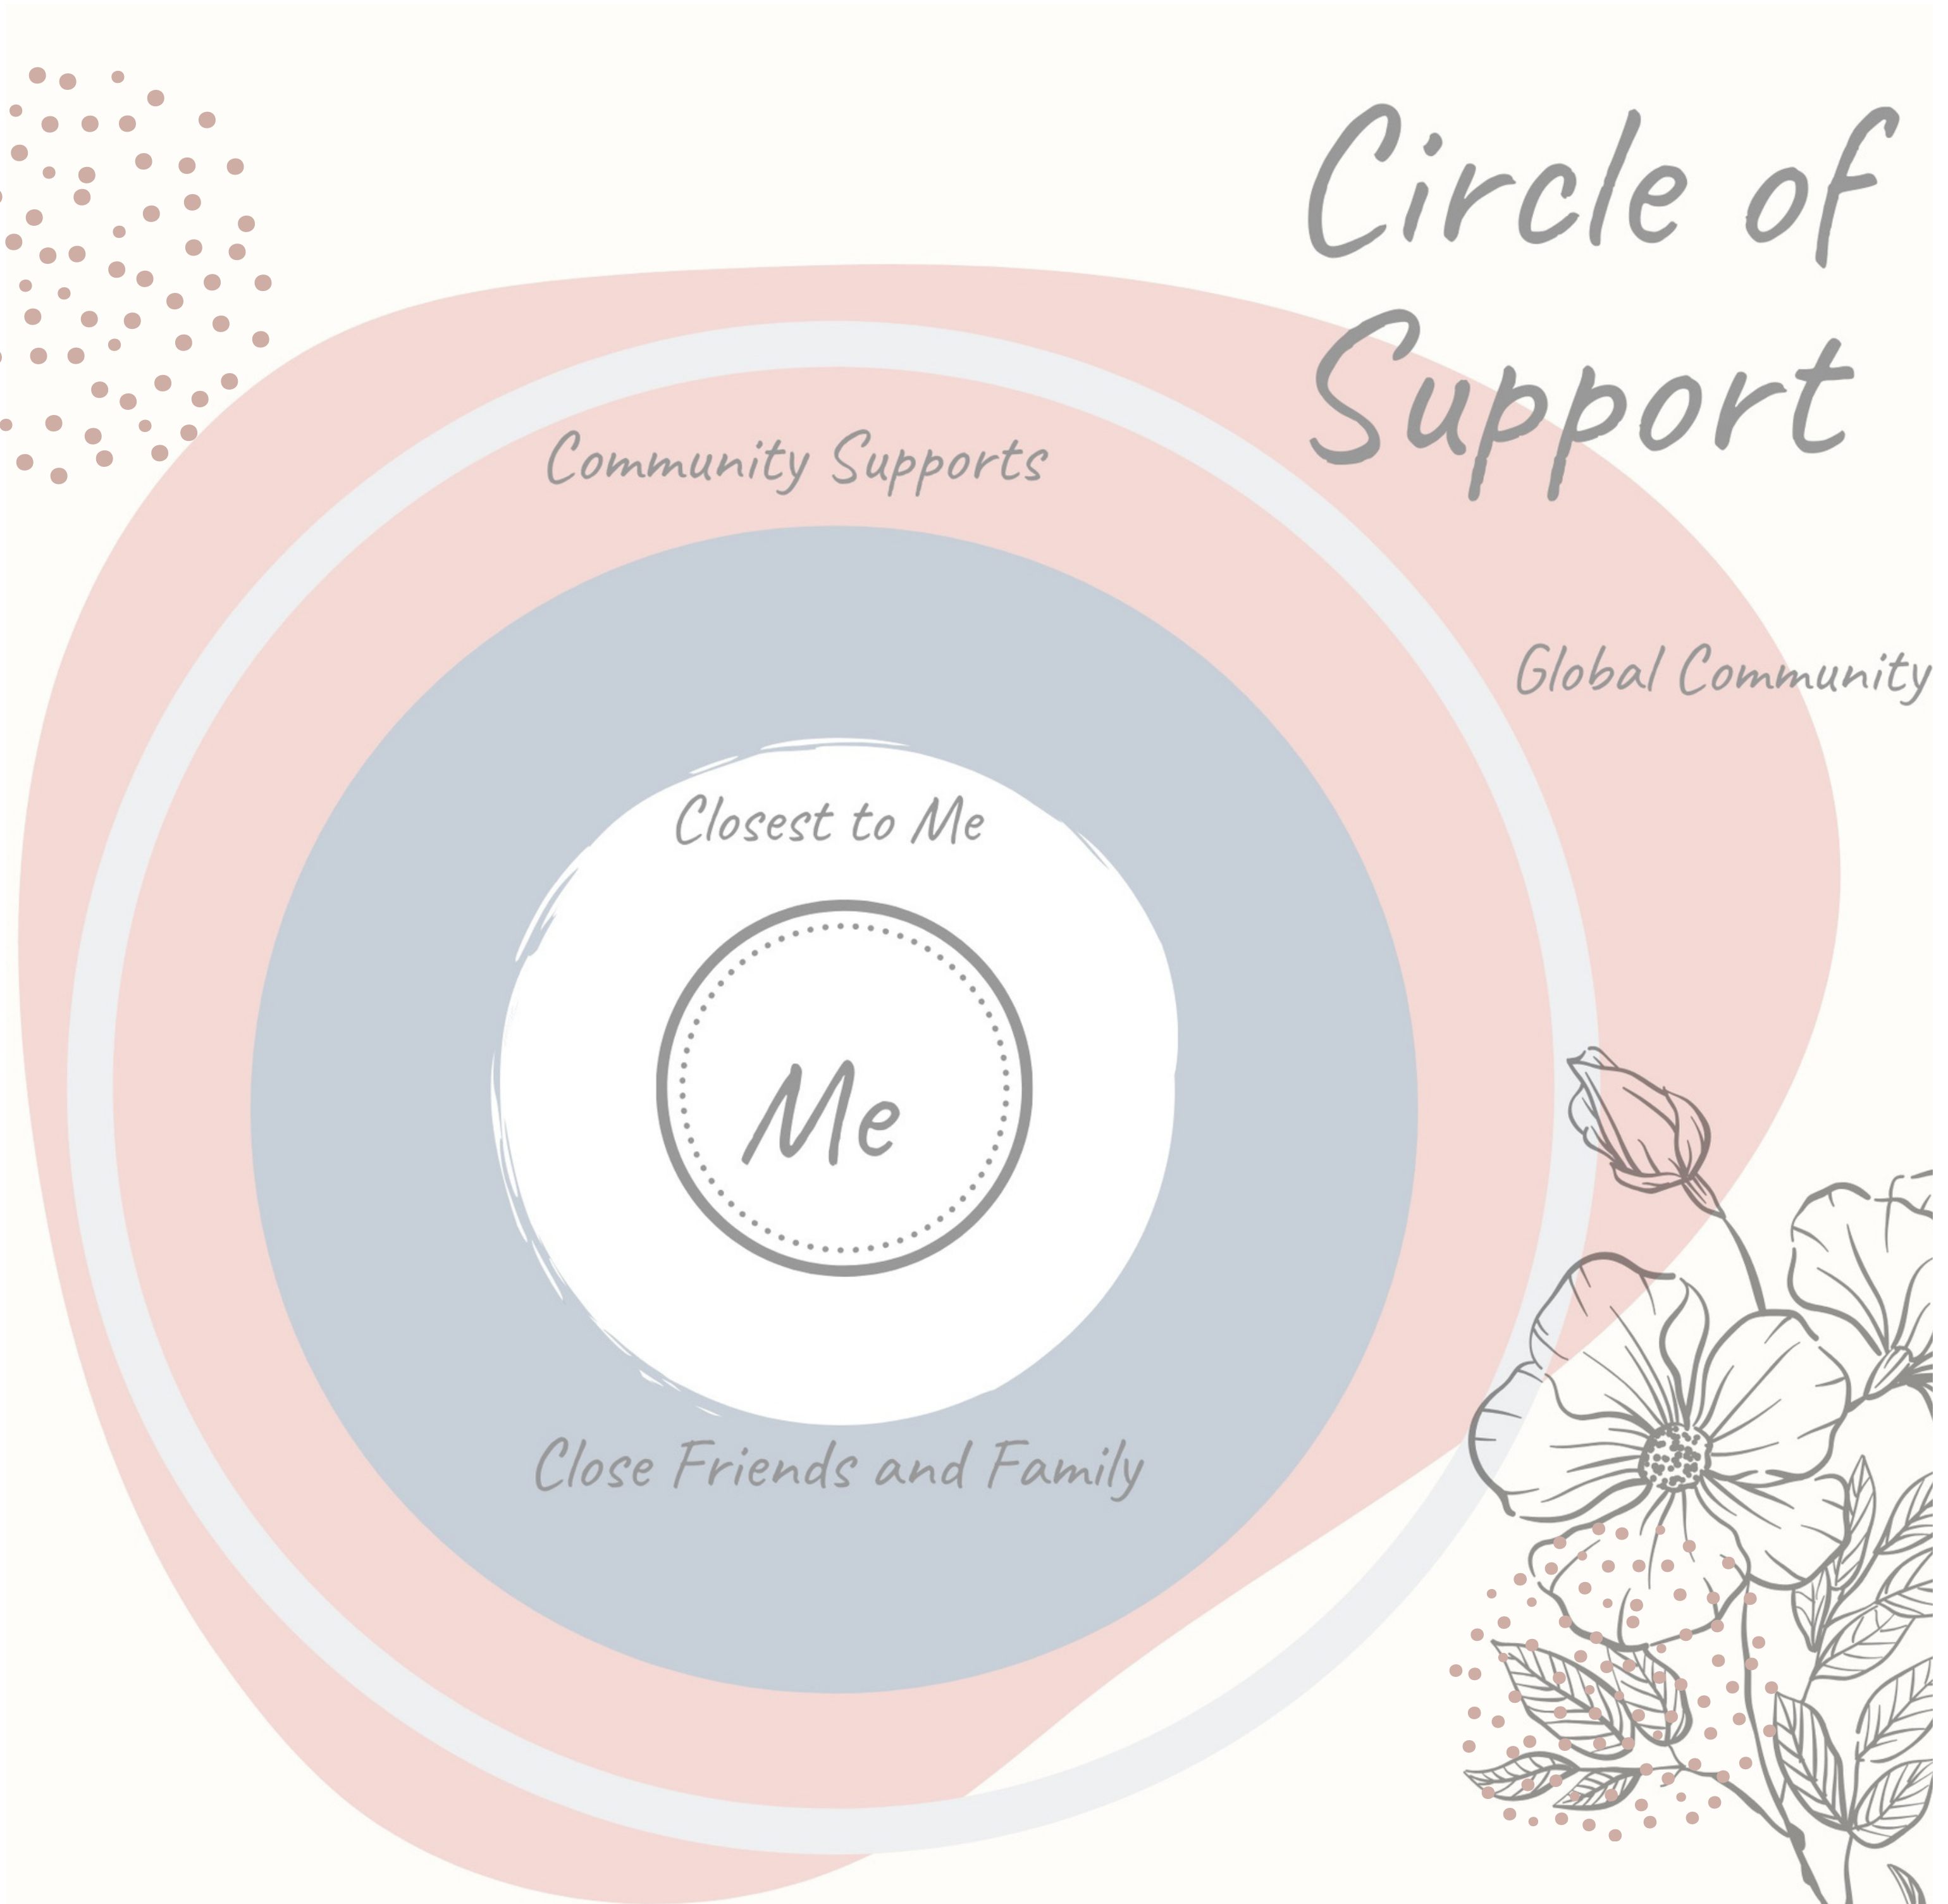 Circle of
Support
Community Supports
Global Community
Closest to Me
Me
Close Friends and Family